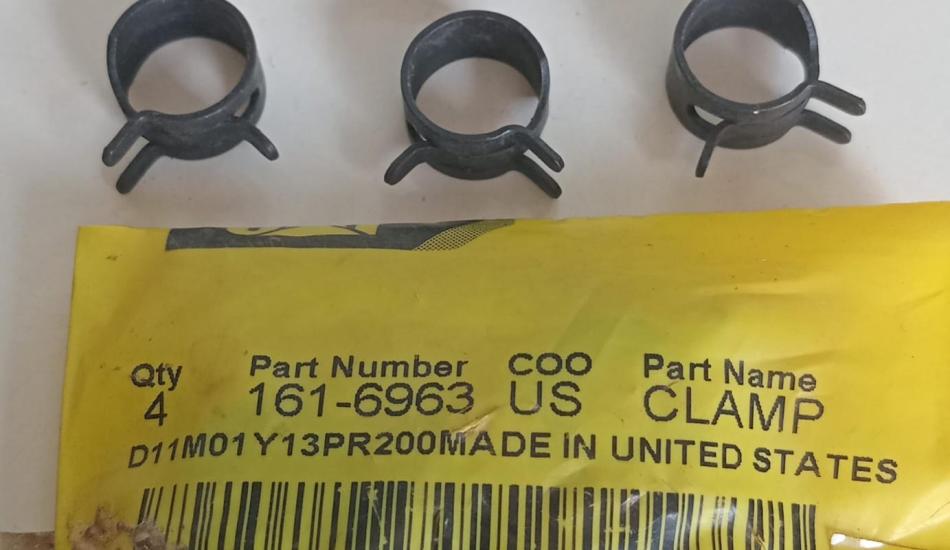 Qty Part Number COO Part Name
4 161-6963 US CLAMP
D11M01Y13PR200MADE IN UNITED STATES